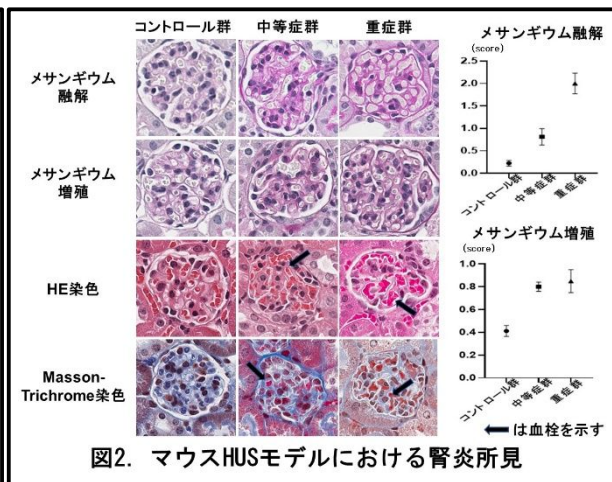 コントロール群 中等症群 重症群
メサンギウム
融解
メサンギウム
増殖
HE染色
Masson-
Trichrome染色
メサンギウム融解
(score)
2.5
2.0
1.5
1.0
0.5
0.0
コントロール群
中等症群
重症群
メサンギウム増殖
(score)
1.0
0.8
0.6
0.4
0.2
0.0
コントロール群
中等症群
重症群
は血栓を示す
図2. マウスHUSモデルにおける腎炎所見